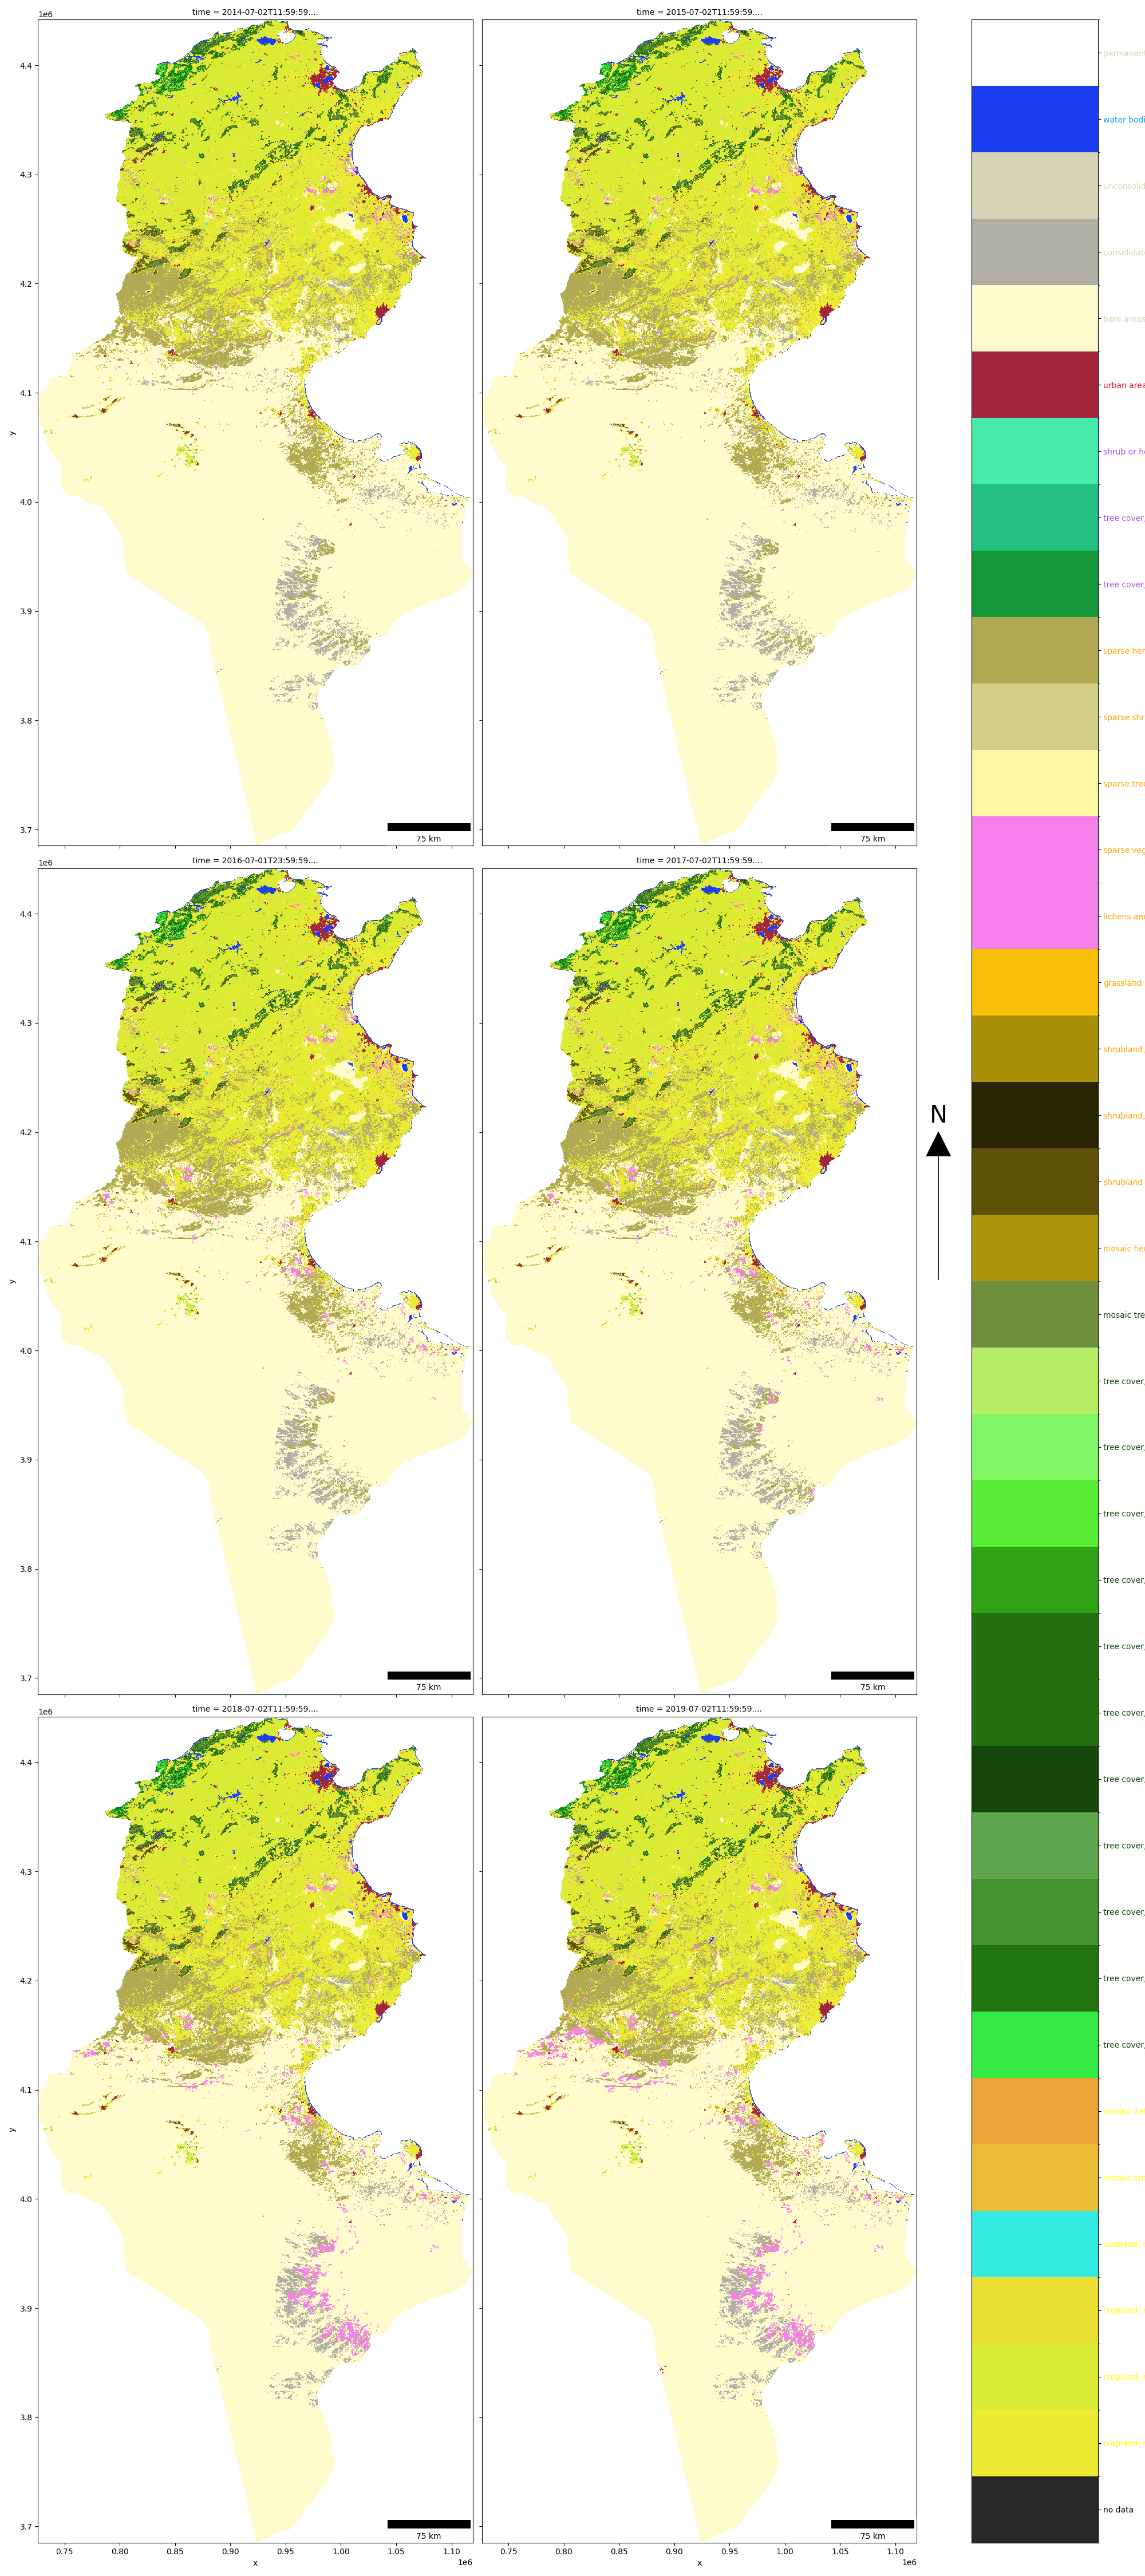 time = 2014-07-02T11:59:59....
time = 2015-07-02T11:59:59....
1e6
4.4
4.3
4.2
4.1
4.0
3.9
3.8
3.7
y
75 km
75 km
time = 2016-07-01T23:59:59....
time = 2017-07-02T11:59:59....
1e6
4.4
4.3
4.2
4.1
4.0
3.9
3.8
3.7
y
75 km
75 km
time = 2018-07-02T11:59:59....
time = 2019-07-02T11:59:59....
1e6
4.4
4.3
4.2
4.1
4.0
3.9
3.8
3.7
y
75 km
75 km
0.75 0.80 0.85 0.90 0.95 1.00 1.05 1.10
x
1e6
0.75 0.80 0.85 0.90 0.95 1.00 1.05 1.10
x
1e6
N
permanent
water bodi
unconsolid
consolidat
bare areas
urban area
shrub or he
tree cover,
tree cover,
sparse her
sparse shr
sparse tree
sparse veg
lichens and
grassland
shrubland,
shrubland,
shrubland
mosaic her
mosaic tre
tree cover,
tree cover,
tree cover,
tree cover,
tree cover,
tree cover,
tree cover,
tree cover,
tree cover,
tree cover,
tree cover,
mosaic nat
mosaic cro
cropland, i
cropland, r
cropland, r
cropland, r
no data